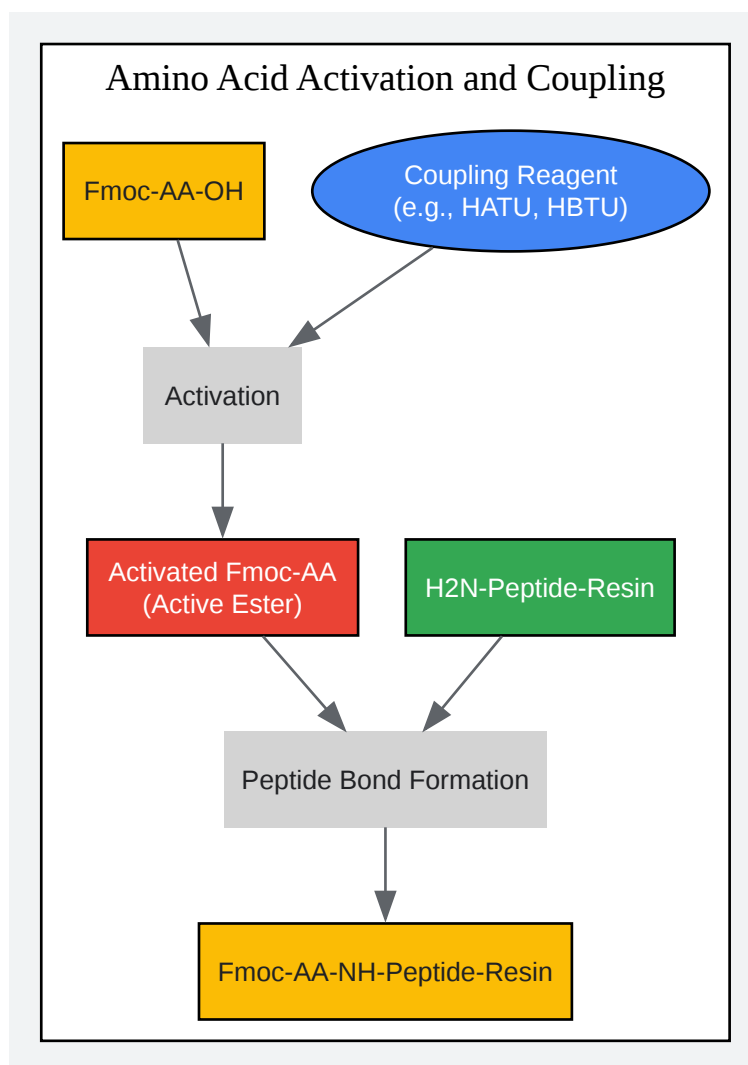 Amino Acid Activation and Coupling
Fmoc-AA-OH
Coupling Reagent
(e.g., HATU, HBTU)
Activation
Activated Fmoc-AA
(Active Ester)
H2N-Peptide-Resin
Peptide Bond Formation
Fmoc-AA-NH-Peptide-Resin